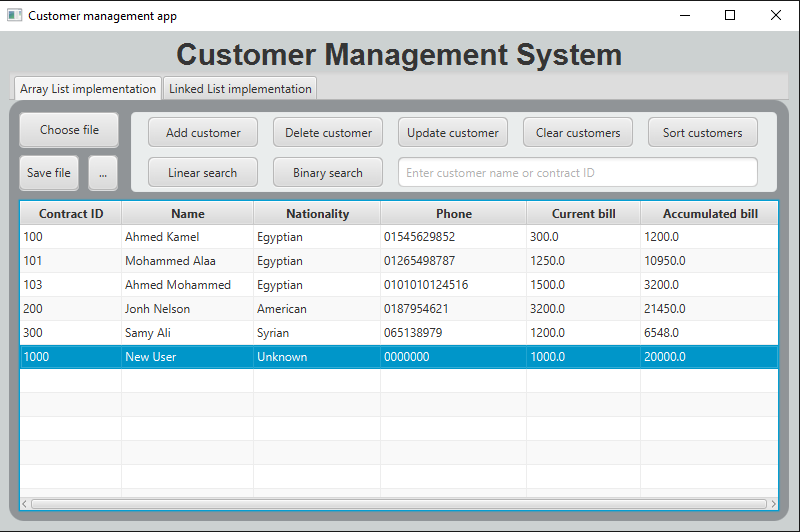 Customer management app
Customer Management System
Array List implementation Linked List implementation
Choose file Add customer Delete customer Update customer Clear customers Sort customers
Save file ... Linear search Binary search Enter customer name or contract ID
Contract ID Name Nationality Phone Current bill Accumulated bill
100 Ahmed Kamel Egyptian 01545629852 300.0 1200.0
101 Mohammed Alaa Egyptian 01265498787 1250.0 10950.0
103 Ahmed Mohammed Egyptian 0101010124516 1500.0 3200.0
200 Jonh Nelson American 0187954621 3200.0 21450.0
300 Samy Ali Syrian 065138979 1200.0 6548.0
1000 New User Unknown 0000000 1000.0 20000.0